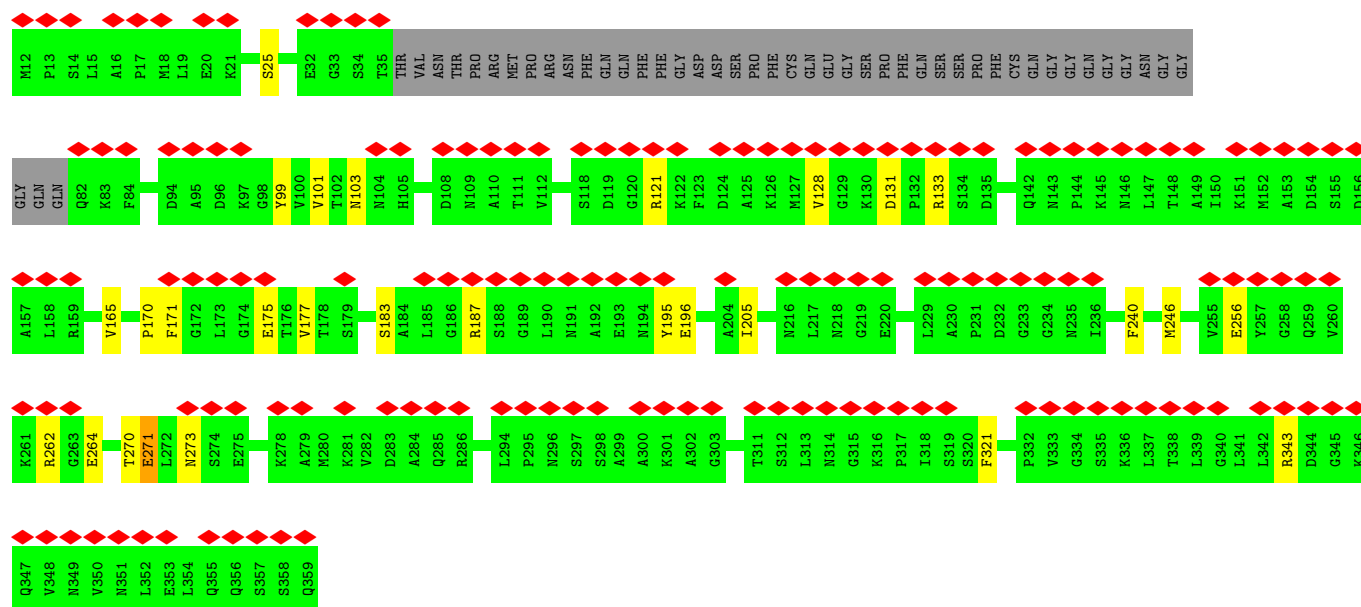 M12 P13 S14 L15 A16 P17 M18 L19 E20 K21 S25 E32 G33 S34 T35 THR VAL ASN THR PRO ARG MET PRO ARG ASN PHE GLN GLN PHE PHE GLY ASP ASP SER PRO PHE CYS GLN GLU GLY SER PRO PHE GLN SER SER PRO PHE CYS GLN GLY GLY GLN GLY GLY ASN GLY GLY
GLY GLN GLN Q82 K83 F84 D94 A95 D96 K97 G98 Y99 V100 V101 T102 N103 N104 H105 D108 N109 A110 T111 V112 S118 D119 G120 R121 K122 F123 D124 A125 K126 M127 V128 G129 K130 D131 P132 R133 S134 D135 Q142 N143 P144 K145 N146 L147 T148 A149 I150 K151 M152 A153 D154 S155
A157 L158 R159 V165 P170 F171 G172 L173 G174 E175 T176 V177 T178 S179 S183 A184 L185 G186 R187 S188 G189 L190 N191 A192 E193 N194 Y195 E196 A204 I205 N216 L217 N218 G219 E220 L229 A230 P231 D232 G233 G234 N235 I236 F240 M246 V255 E256 Y257 G258 Q259 V260
K261 R262 G263 E264 T270 E271 L272 N273 S274 E275 K278 A279 M280 K281 V282 D283 A284 Q285 R286 L294 P295 N296 S297 S298 A299 A300 K301 A302 G303 T311 S312 L313 N314 G315 K316 P317 I318 S319 S320 F321 P332 V333 G334 S335 K336 L337 T338 L339 G340 L341 L342 R343 D344 G345 K346
Q347 V348 N349 V350 N351 L352 E353 L354 Q355 Q356 S357 S358 Q359